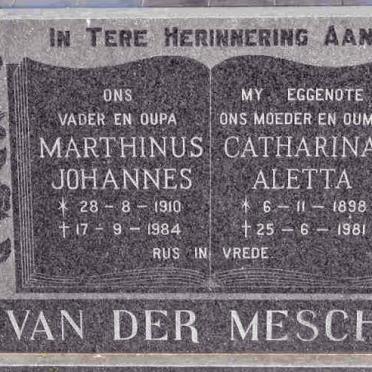 IN TERE HERINNERING AAN
ONS
VADER EN OUPA
MARTHINUS
JOHANNES
* 28 - 8 - 1910
† 17 - 9 - 1984
MY EGGENOTE
ONS MOEDER EN OUM
CATHARINA
ALETTA
* 6 - 11 - 1898
† 25 - 6 - 1981
RUS IN VREDE
VAN DER MESCH